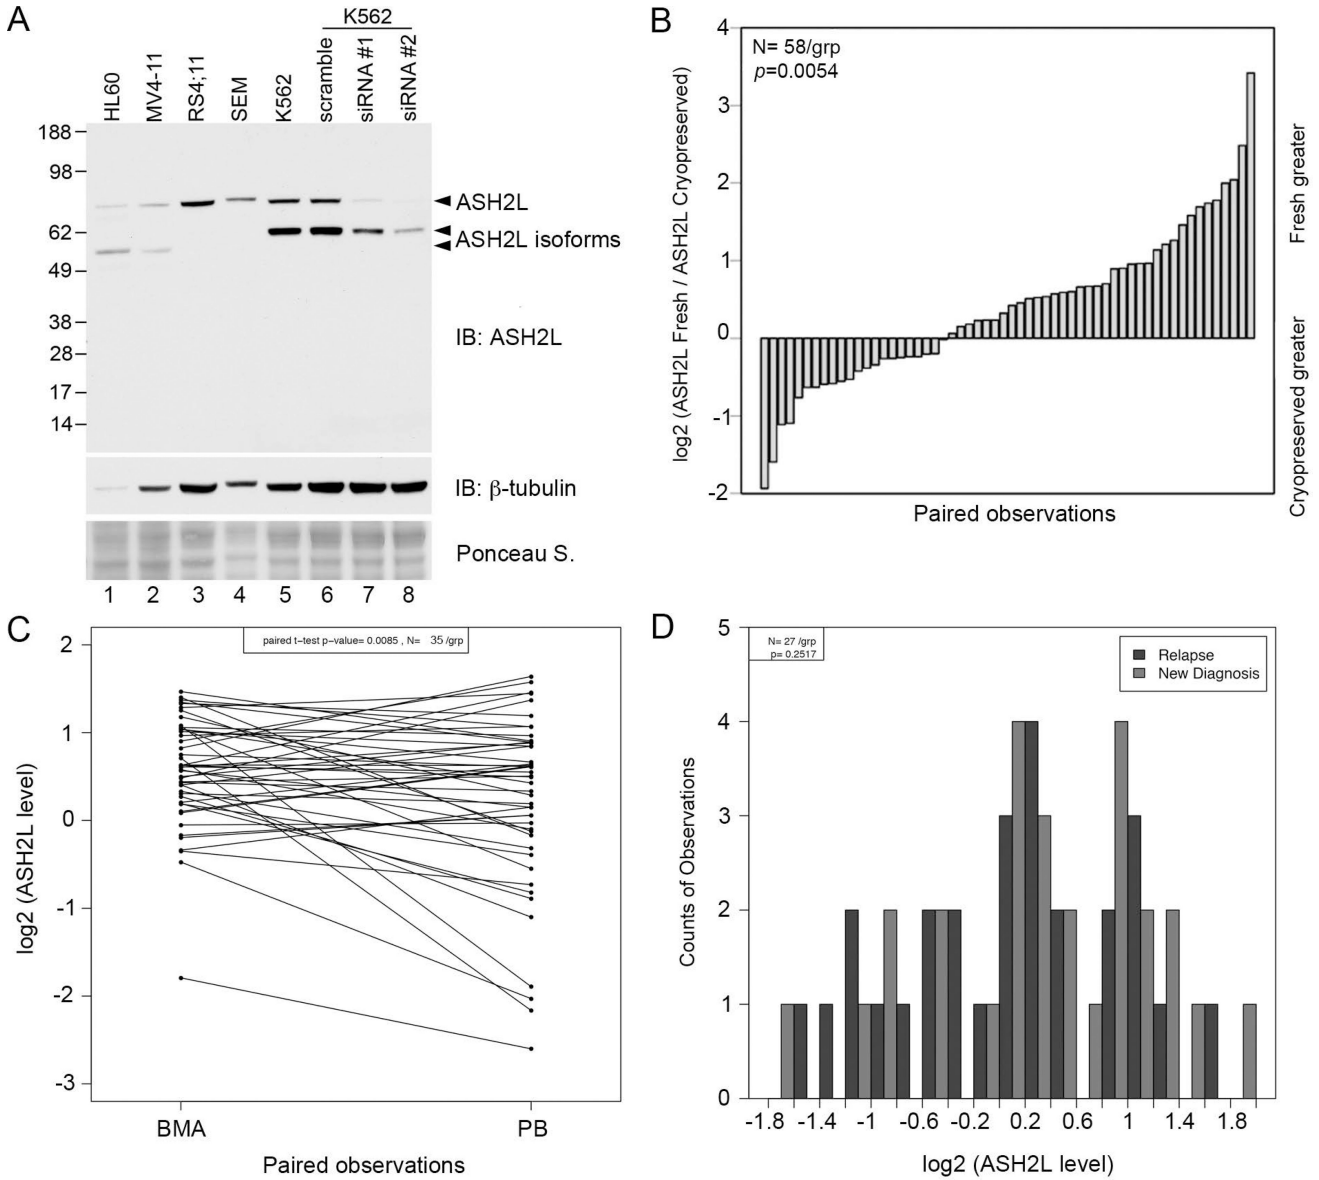 A
K562
HL60
MV4-11
RS4;11
SEM
K562
scramble
siRNA #1
siRNA #2
188
98
62
49
38
28
17
14
ASH2L
ASH2L isoforms
IB: ASH2L
IB: β-tubulin
Ponceau S.
1 2 3 4 5 6 7 8
B
N= 58/grp
p=0.0054
log2 (ASH2L Fresh / ASH2L Cryopreserved)
4
3
2
1
0
-1
-2
Fresh greater
Cryopreserved greater
Paired observations
C
paired t-test p-value= 0.0085 , N= 35 /grp
log2 (ASH2L level)
2
1
0
-1
-2
-3
BMA PB
Paired observations
D
N= 27 /grp
p= 0.2517
Relapse
New Diagnosis
Counts of Observations
5
4
3
2
1
0
-1.8 -1.4 -1 -0.6 -0.2 0.2 0.6 1 1.4 1.8
log2 (ASH2L level)